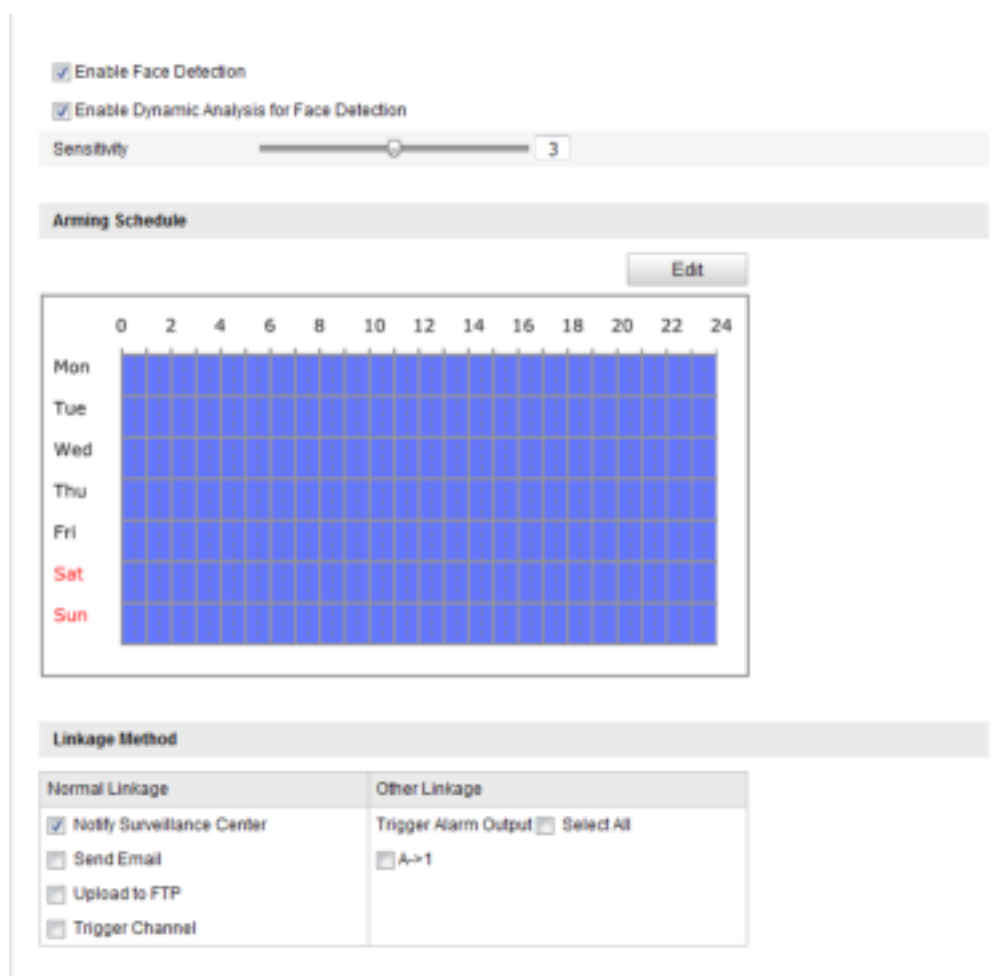 Enable Face Detection
Enable Dynamic Analysis for Face Detection
Sensitivity 3
Arming Schedule
Edit
0 2 4 6 8 10 12 14 16 18 20 22 24
Mon
Tue
Wed
Thu
Fri
Sat
Sun
Linkage Method
Normal Linkage Other Linkage
Notify Surveillance Center Trigger Alarm Output Select All
Send Email A->1
Upload to FTP
Trigger Channel